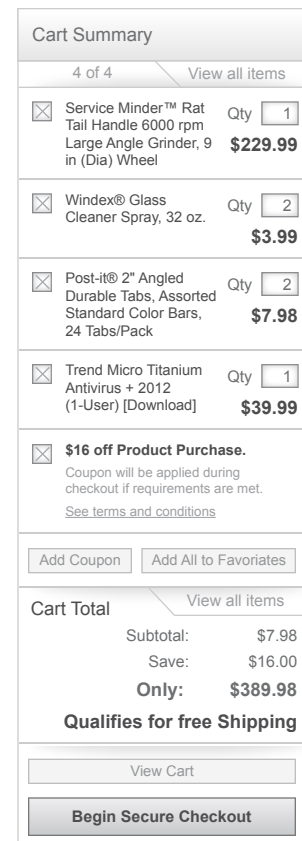 Cart Summary
4 of 4 View all items
Service Minder™ Rat
Tail Handle 6000 rpm
Large Angle Grinder, 9
in (Dia) Wheel
Qty 1
$229.99
Windex® Glass
Cleaner Spray, 32 oz.
Qty 2
$3.99
Post-it® 2" Angled
Durable Tabs, Assorted
Standard Color Bars,
24 Tabs/Pack
Qty 2
$7.98
Trend Micro Titanium
Antivirus + 2012
(1-User) [Download]
Qty 1
$39.99
$16 off Product Purchase.
Coupon will be applied during
checkout if requirements are met.
See terms and conditions
Add Coupon Add All to Favoriates
Cart Total View all items
Subtotal: $7.98
Save: $16.00
Only: $389.98
Qualifies for free Shipping
View Cart
Begin Secure Checkout